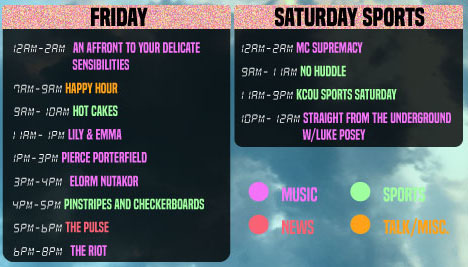 FRIDAY
12AM-2AM AN AFFRONT TO YOUR DELICATE
SENSIBILITIES
7AM-9AM HAPPY HOUR
9AM-10AM HOT CAKES
11AM-1PM LILY & EMMA
1PM-3PM PIERCE PORTERFIELD
3PM-4PM ELORM NUTAKOR
4PM-5PM PINSTRIPES AND CHECKERBOARDS
5PM-6PM THE PULSE
6PM-8PM THE RIOT
SATURDAY SPORTS
12AM-2AM MC SUPREMACY
9AM-11AM NO HUDDLE
11AM-9PM KCOU SPORTS SATURDAY
10PM-12AM STRAIGHT FROM THE UNDERGROUND
W/LUKE POSEY
MUSIC
SPORTS
NEWS
TALK/MISC